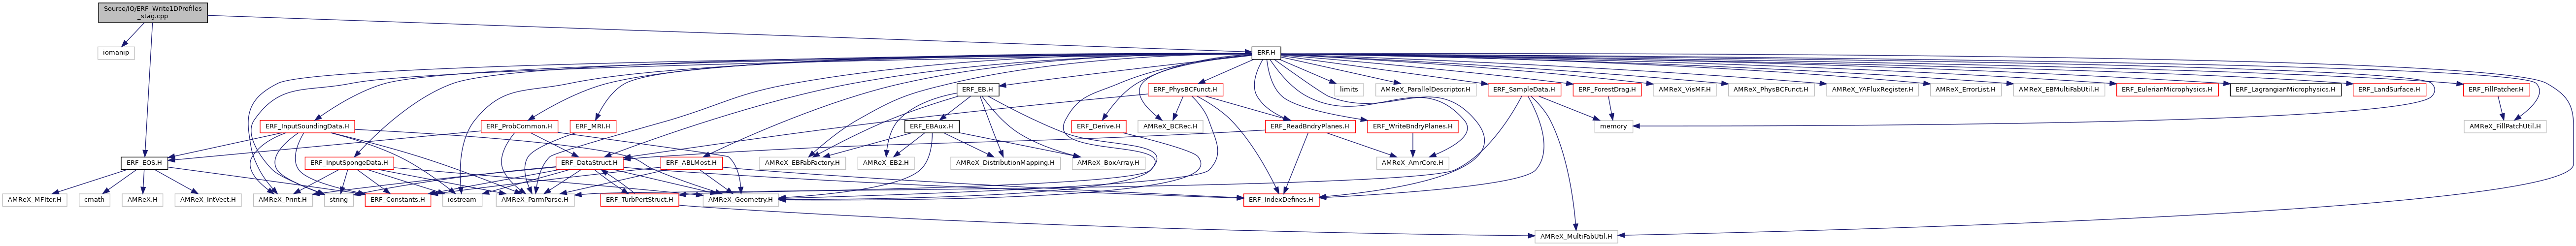 Source/IO/ERF_Write1DProfiles
_stag.cpp
iomanip
ERF.H
ERF_EB.H
ERF_PhysBCFunct.H
limits
AMReX_ParallelDescriptor.H
ERF_SampleData.H
ERF_ForestDrag.H
AMReX_VisMF.H
AMReX_PhysBCFunct.H
AMReX_YAFluxRegister.H
AMReX_ErrorList.H
AMReX_EBMultiFabUtil.H
ERF_EulerianMicrophysics.H
ERF_LagrangianMicrophysics.H
ERF_LandSurface.H
ERF_FillPatcher.H
ERF_InputSoundingData.H
ERF_ProbCommon.H
ERF_MRI.H
ERF_EBAux.H
ERF_Derive.H
AMReX_BCRec.H
ERF_ReadBndryPlanes.H
ERF_WriteBndryPlanes.H
memory
AMReX_FillPatchUtil.H
ERF_EOS.H
ERF_InputSpongeData.H
ERF_DataStruct.H
ERF_ABLMost.H
AMReX_EBFabFactory.H
AMReX_EB2.H
AMReX_DistributionMapping.H
AMReX_BoxArray.H
AMReX_AmrCore.H
AMReX_MFIter.H
cmath
AMReX.H
AMReX_IntVect.H
AMReX_Print.H
string
ERF_Constants.H
iostream
AMReX_ParmParse.H
ERF_TurbPertStruct.H
AMReX_Geometry.H
ERF_IndexDefines.H
AMReX_MultiFabUtil.H